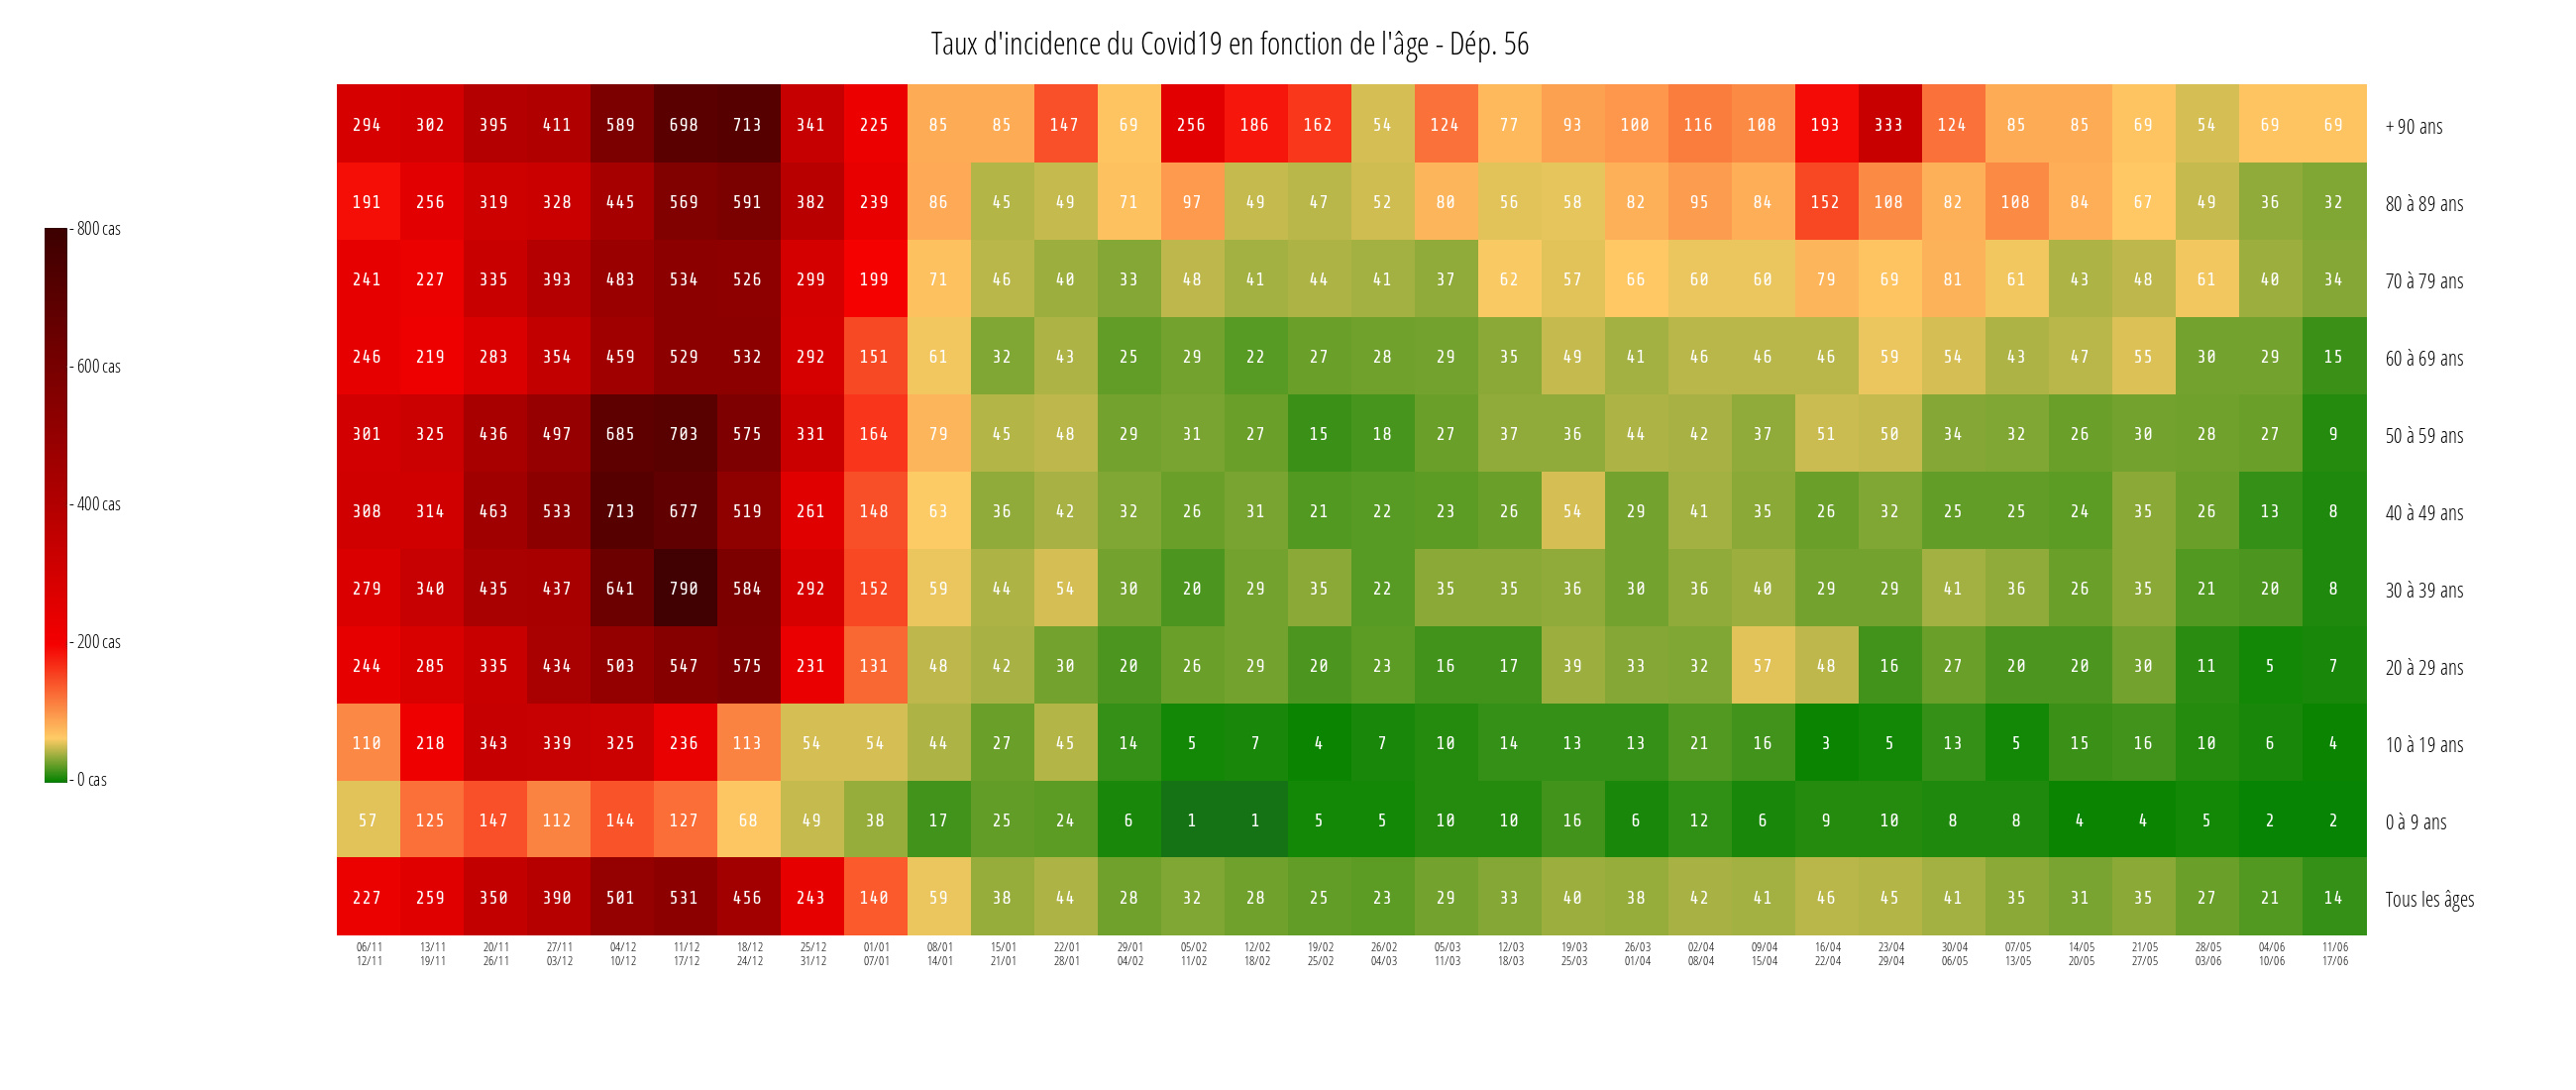 Taux d'incidence du Covid19 en fonction de l'âge - Dép. 56
294 302 395 411 589 698 713 341 225 85 85 147 69 256 186 162 54 124 77 93 100 116 108 193 333 124 85 85 69 54 69 69 + 90 ans
191 256 319 328 445 569 591 382 239 86 45 49 71 97 49 47 52 80 56 58 82 95 84 152 108 82 108 84 67 49 36 32 80 à 89 ans
- 800 cas
241 227 335 393 483 534 526 299 199 71 46 40 33 48 41 44 41 37 62 57 66 60 60 79 69 81 61 43 48 61 40 34 70 à 79 ans
246 219 283 354 459 529 532 292 151 61 32 43 25 29 22 27 28 29 35 49 41 46 46 46 59 54 43 47 55 30 29 15 60 à 69 ans
- 600 cas
301 325 436 497 685 703 575 331 164 79 45 48 29 31 27 15 18 27 37 36 44 42 37 51 50 34 32 26 30 28 27 9 50 à 59 ans
- 400 cas
308 314 463 533 713 677 519 261 148 63 36 42 32 26 31 21 22 23 26 54 29 41 35 26 32 25 25 24 35 26 13 8 40 à 49 ans
279 340 435 437 641 790 584 292 152 59 44 54 30 20 29 35 22 35 35 36 30 36 40 29 29 41 36 26 35 21 20 8 30 à 39 ans
- 200 cas
244 285 335 434 503 547 575 231 131 48 42 30 20 26 29 20 23 16 17 39 33 32 57 48 16 27 20 20 30 11 5 7 20 à 29 ans
110 218 343 339 325 236 113 54 54 44 27 45 14 5 7 4 7 10 14 13 13 21 16 3 5 13 5 15 16 10 6 4 10 à 19 ans
- 0 cas
57 125 147 112 144 127 68 49 38 17 25 24 6 1 1 5 5 10 10 16 6 12 6 9 10 8 8 4 4 5 2 2 0 à 9 ans
227 259 350 390 501 531 456 243 140 59 38 44 28 32 28 25 23 29 33 40 38 42 41 46 45 41 35 31 35 27 21 14 Tous les âges
06/11 13/11 20/11 27/11 04/12 11/12 18/12 25/12 01/01 08/01 15/01 22/01 29/01 05/02 12/02 19/02 26/02 05/03 12/03 19/03 26/03 02/04 09/04 16/04 23/04 30/04 07/05 14/05 21/05 28/05 04/06 11/06
12/11 19/11 26/11 03/12 10/12 17/12 24/12 31/12 07/01 14/01 21/01 28/01 04/02 11/02 18/02 25/02 04/03 11/03 18/03 25/03 01/04 08/04 15/04 22/04 29/04 06/05 13/05 20/05 27/05 03/06 10/06 17/06